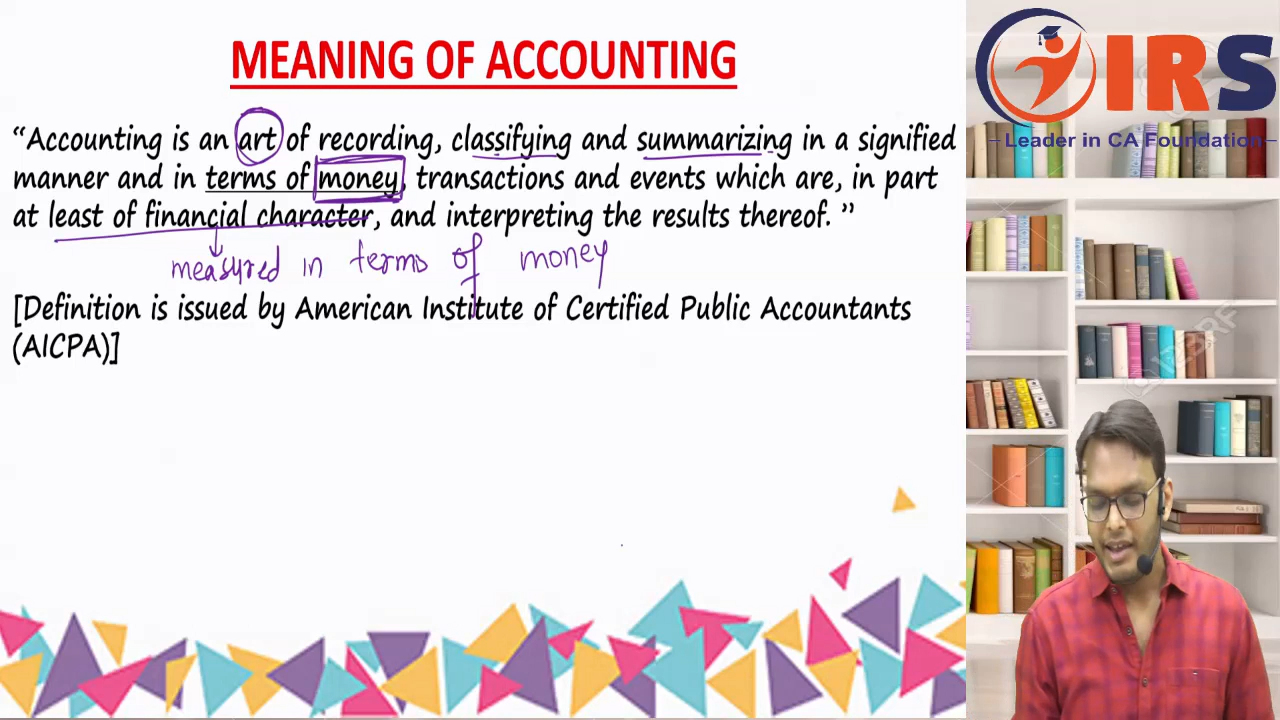 MEANING OF ACCOUNTING
“Accounting is an art of recording, classifying and summarizing in a signified
manner and in terms of money, transactions and events which are, in part
at least of financial character, and interpreting the results thereof. ”
measured in terms of money
[Definition is issued by American Institute of Certified Public Accountants
(AICPA)]
IRS
- Leader in CA Foundation -
123RF